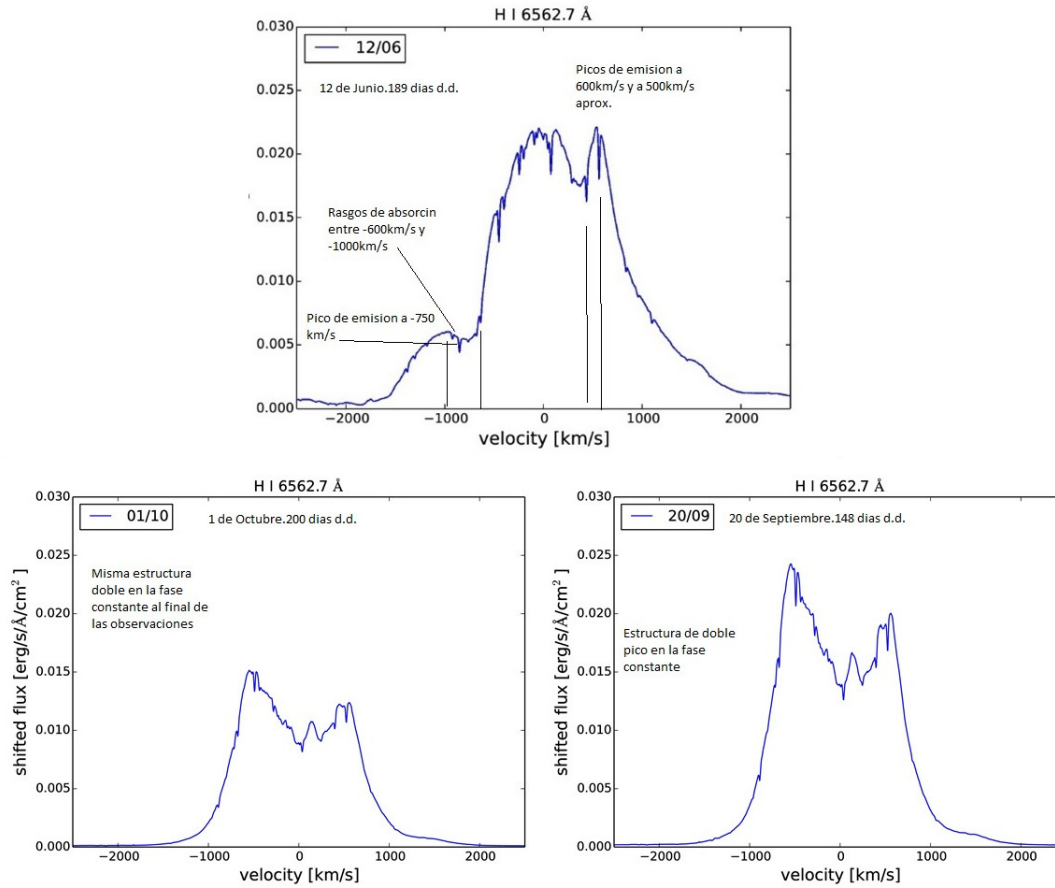 H I 6562.7 Å
0.030
0.025
0.020
0.015
0.010
0.005
0.000
12/06
12 de Junio.189 dias d.d.
Picos de emision a
600km/s y a 500km/s
aprox.
Rasgos de absorcin
entre -600km/s y
-1000km/s
Pico de emision a -750
km/s
−2000
−1000
0
1000
2000
velocity [km/s]
H I 6562.7 Å
0.030
0.025
0.020
0.015
0.010
0.005
0.000
shifted flux [erg/s/Å/cm²]
01/10
1 de Octubre.200 dias d.d.
Misma estructura
doble en la fase
constante al final de
las observaciones
−2000
−1000
0
1000
2000
velocity [km/s]
H I 6562.7 Å
0.030
0.025
0.020
0.015
0.010
0.005
0.000
shifted flux [erg/s/Å/cm²]
20/09
20 de Septiembre.148 dias d.d.
Estructura de doble
pico en la fase
constante
−2000
−1000
0
1000
2000
velocity [km/s]